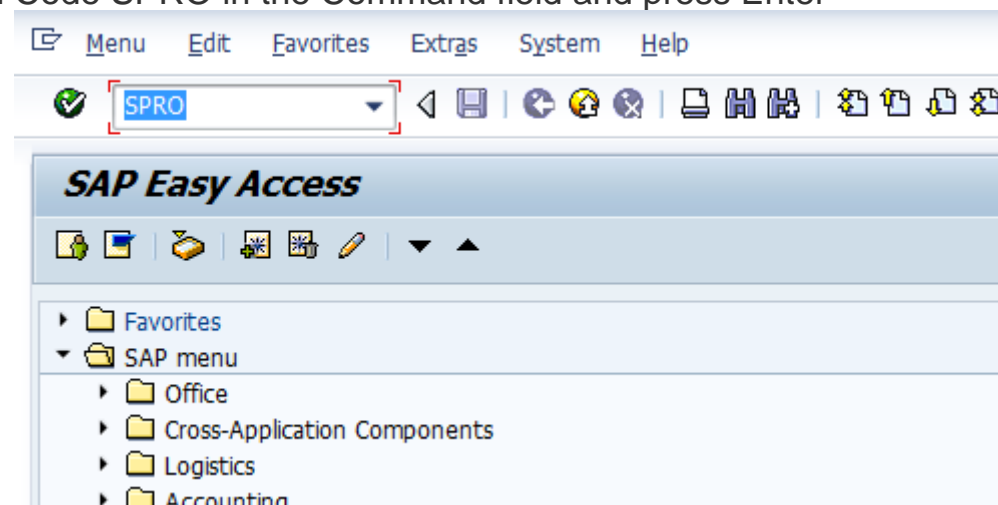 Code SPRO in the Command field and press Enter
Menu Edit Favorites Extras System Help
SPRO
SAP Easy Access
Favorites
SAP menu
Office
Cross-Application Components
Logistics
Accounting